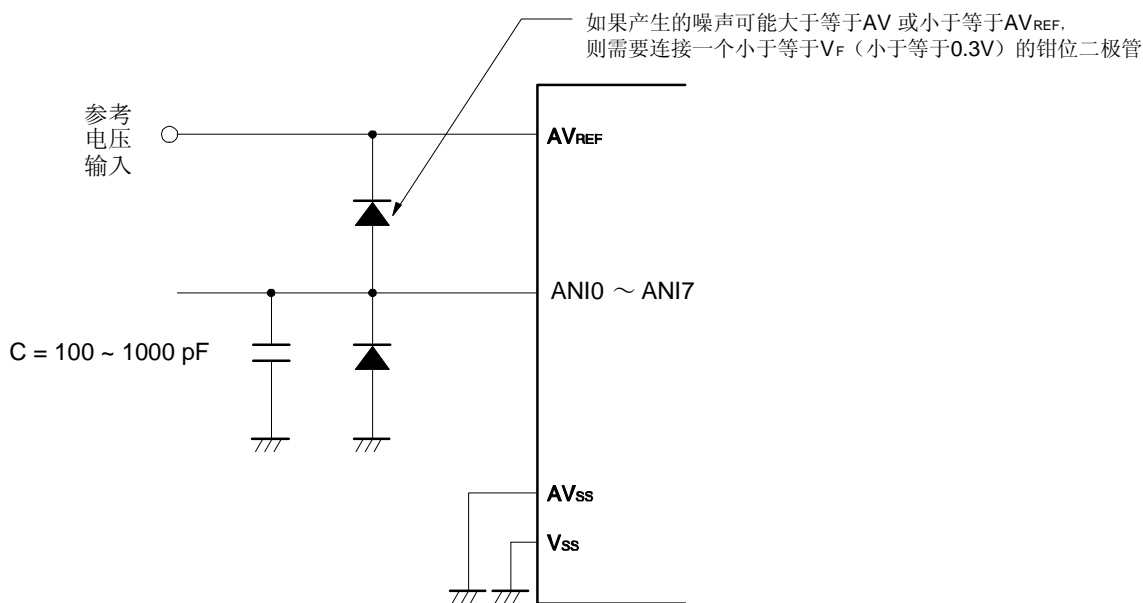 如果产生的噪声可能大于等于AV 或小于等于AVREF,
则需要连接一个小于等于VF（小于等于0.3V）的钳位二极管
参考
电压
输入
AVREF
ANI0 ～ ANI7
C = 100 ~ 1000 pF
AVSS
VSS